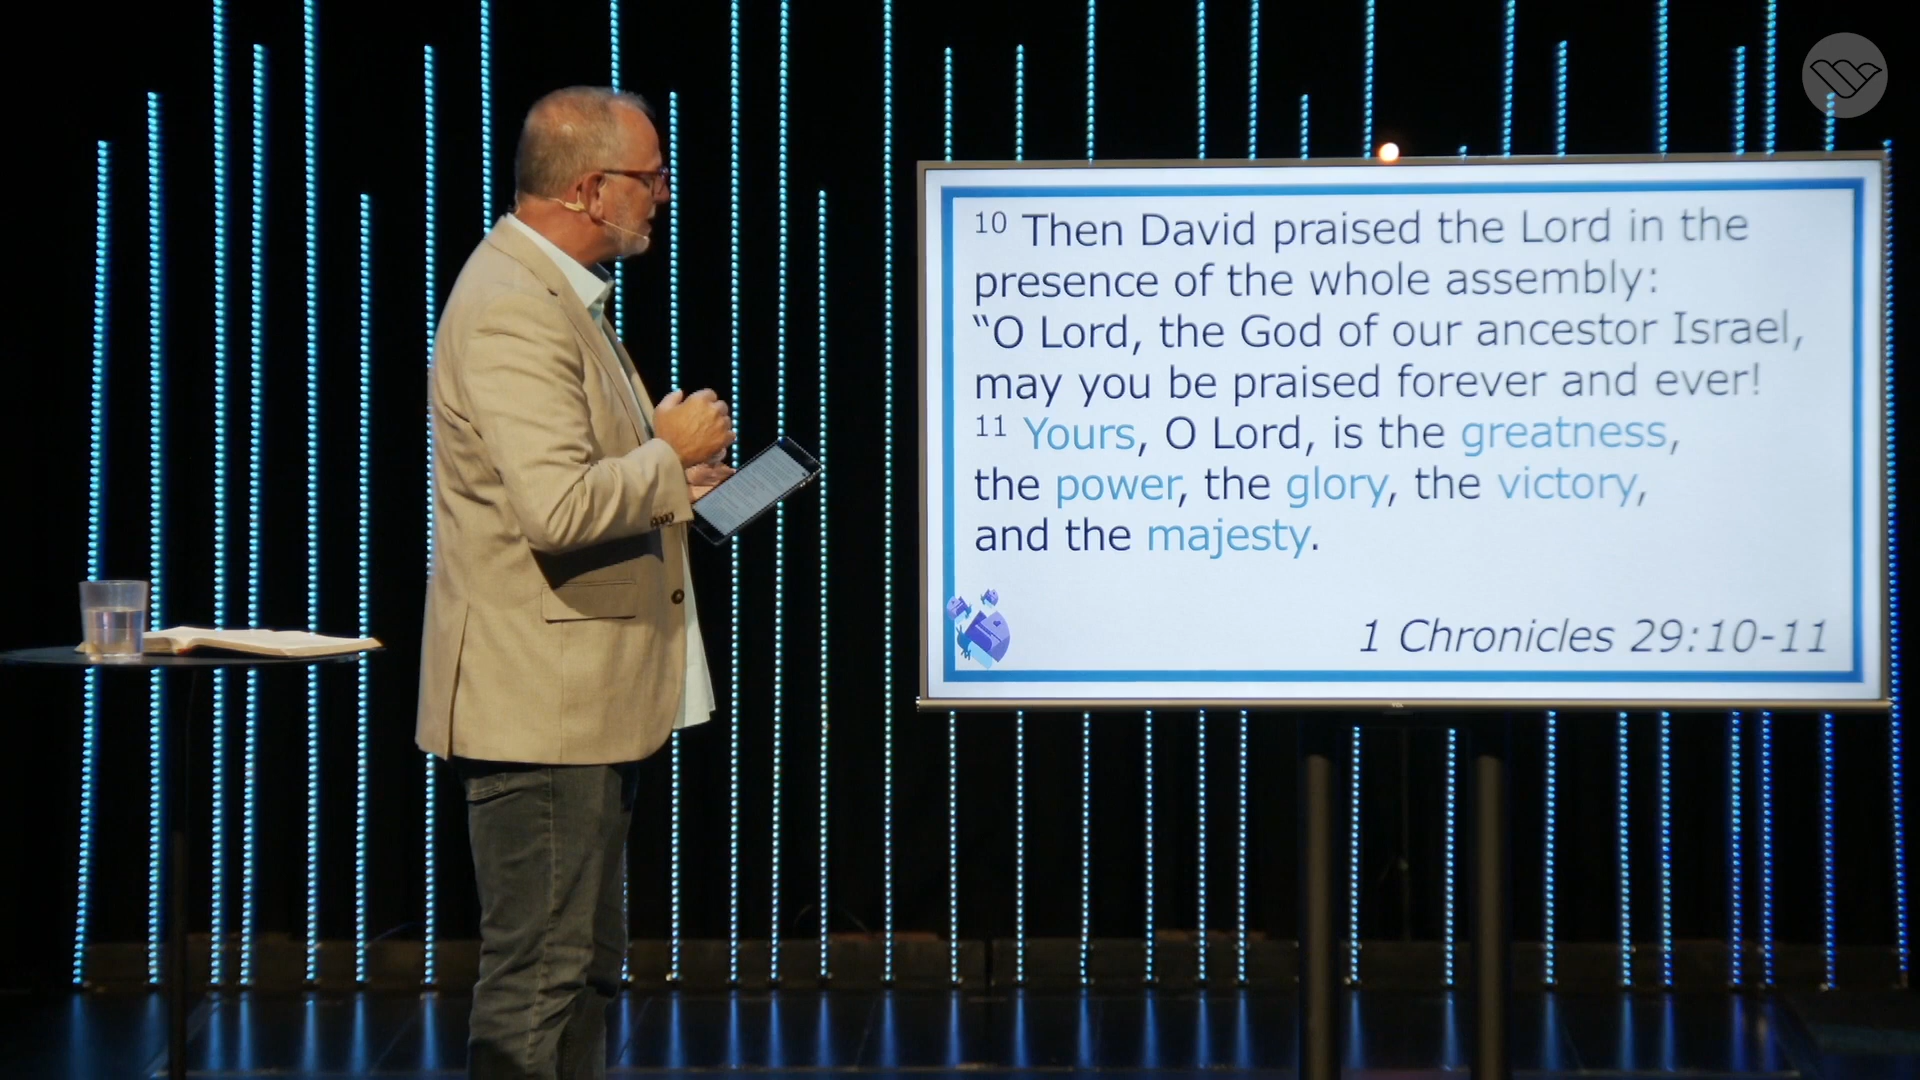 10 Then David praised the Lord in the
presence of the whole assembly:
“O Lord, the God of our ancestor Israel,
may you be praised forever and ever!
11 Yours, O Lord, is the greatness,
the power, the glory, the victory,
and the majesty.
1 Chronicles 29:10-11